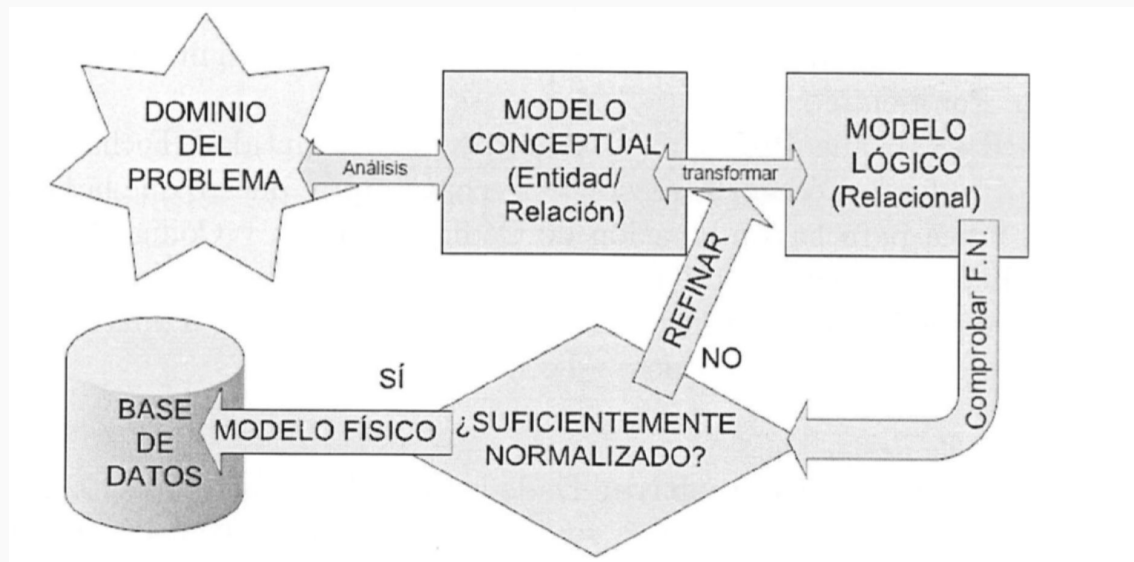 DOMINIO
DEL
PROBLEMA
Análisis
MODELO
CONCEPTUAL
(Entidad/
Relación)
transformar
MODELO
LÓGICO
(Relacional)
Comprobar F.N.
REFINAR
NO
¿SUFICIENTEMENTE
NORMALIZADO?
SÍ
MODELO FÍSICO
BASE
DE
DATOS